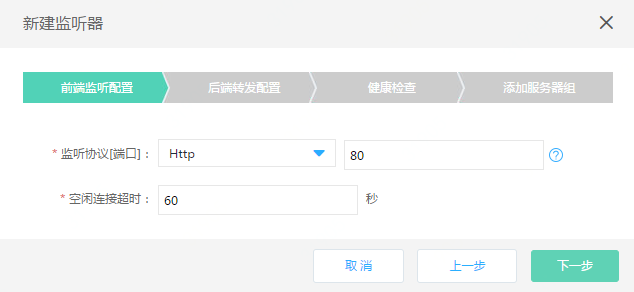 新建监听器
前端监听配置 后端转发配置 健康检查 添加服务器组
* 监听协议[端口]： Http 80
* 空闲连接超时： 60 秒
取消 上一步 下一步